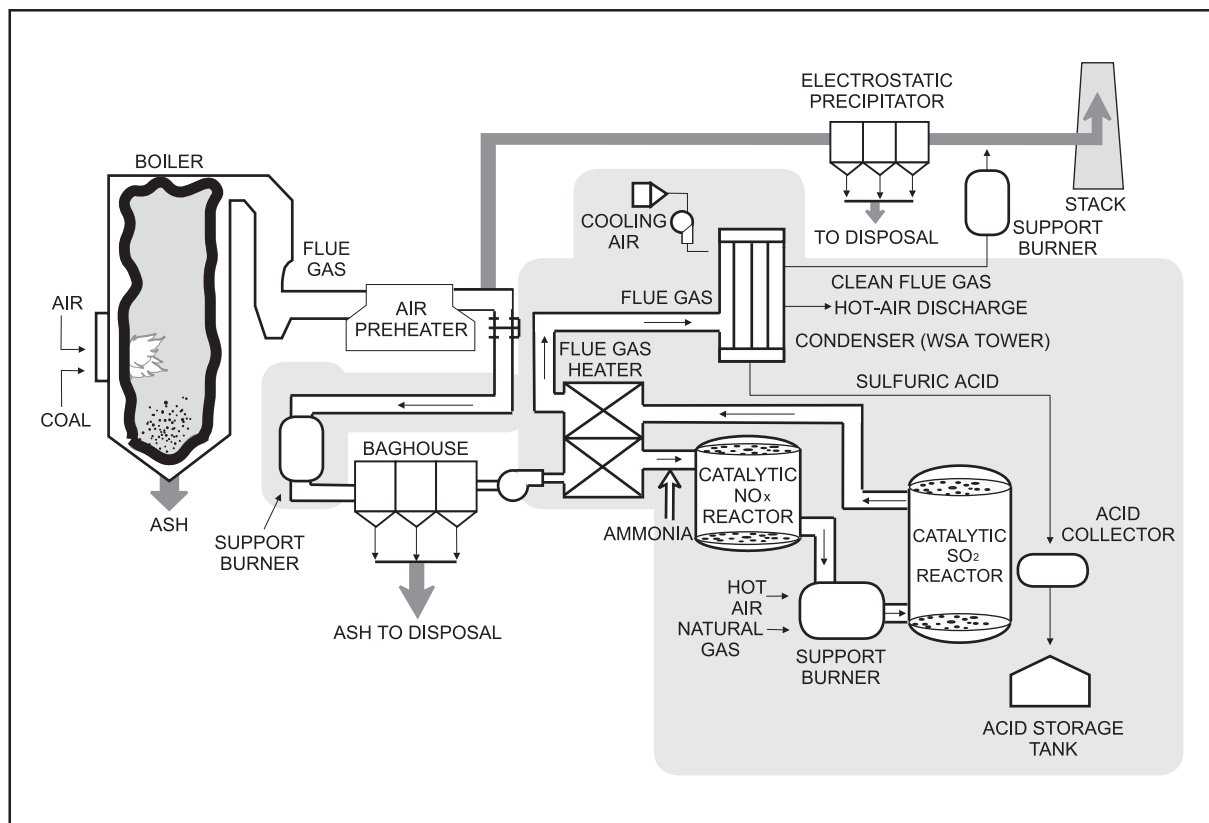 ELECTROSTATIC
PRECIPITATOR
BOILER
STACK
COOLING
AIR
TO DISPOSAL
SUPPORT
BURNER
FLUE
GAS
CLEAN FLUE GAS
AIR
FLUE GAS
HOT-AIR DISCHARGE
AIR
PREHEATER
CONDENSER (WSA TOWER)
FLUE GAS
HEATER
SULFURIC ACID
COAL
BAGHOUSE
CATALYTIC
NOx
REACTOR
ASH
AMMONIA
ACID
COLLECTOR
SUPPORT
BURNER
CATALYTIC
SO2
REACTOR
HOT
AIR
NATURAL
GAS
ASH TO DISPOSAL
SUPPORT
BURNER
ACID STORAGE
TANK